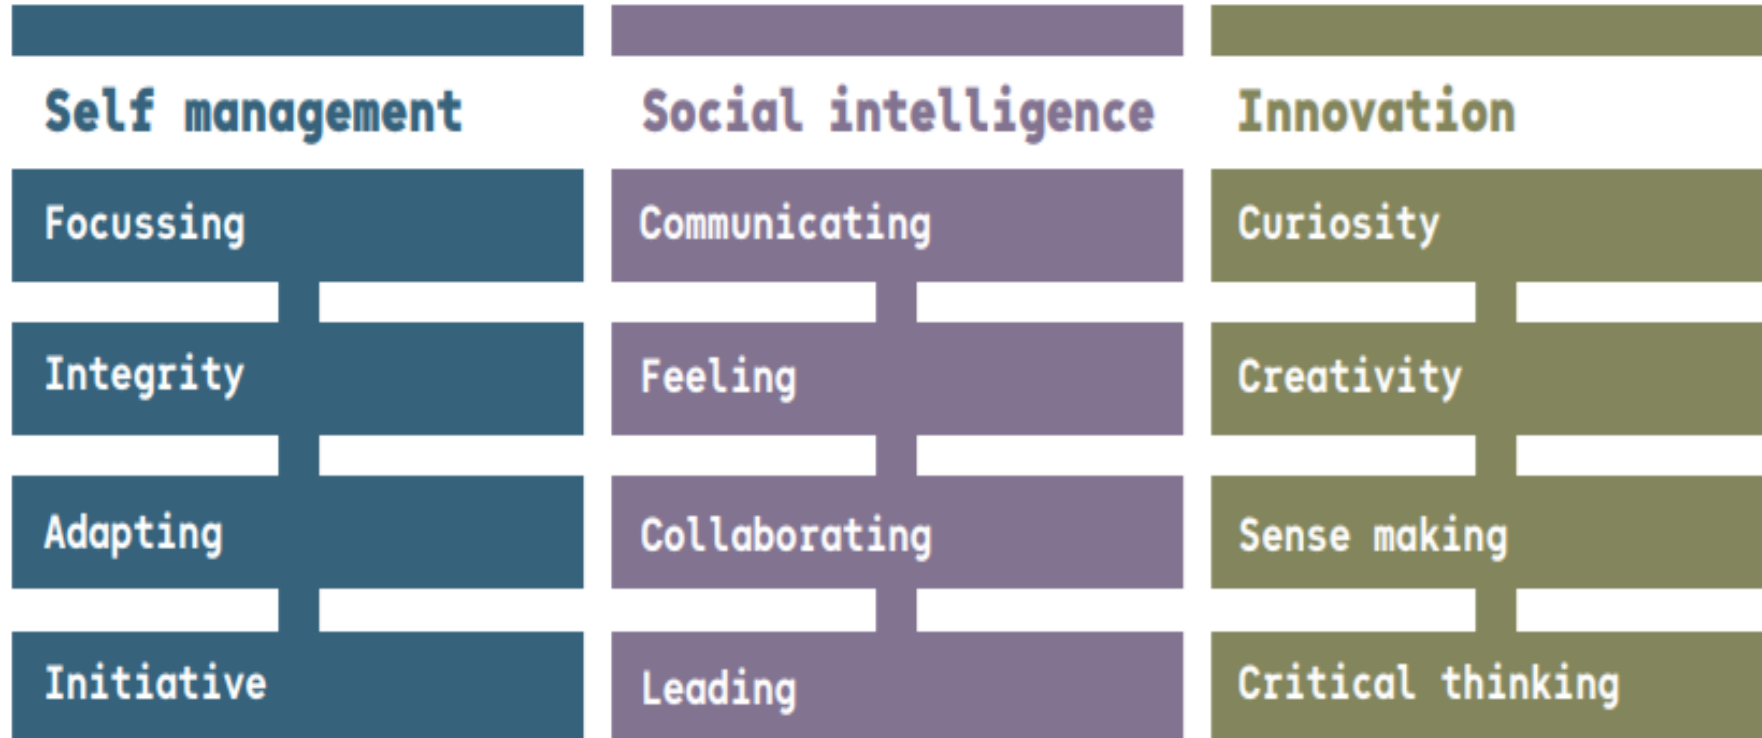 Self management
Focussing
Integrity
Adapting
Initiative
Social intelligence
Communicating
Feeling
Collaborating
Leading
Innovation
Curiosity
Creativity
Sense making
Critical thinking